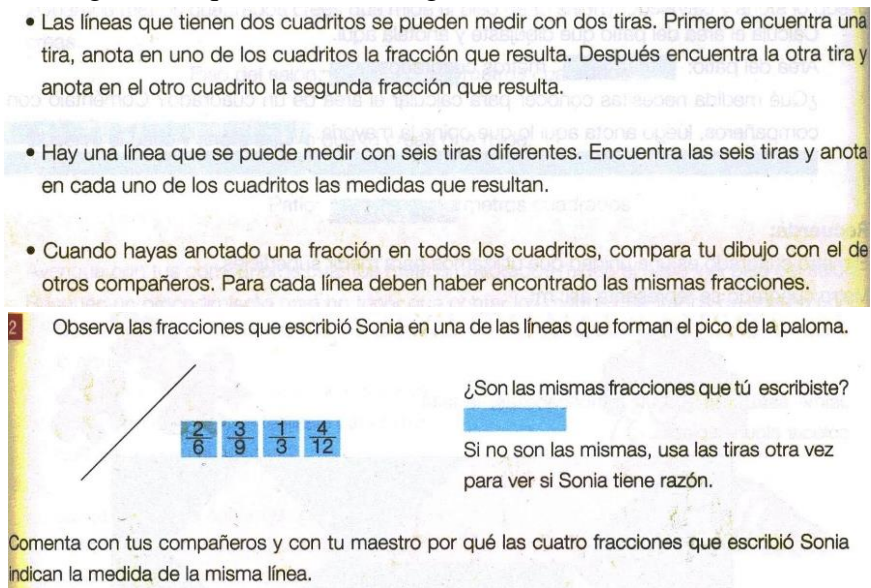 • Las líneas que tienen dos cuadritos se pueden medir con dos tiras. Primero encuentra una
tira, anota en uno de los cuadritos la fracción que resulta. Después encuentra la otra tira y
anota en el otro cuadrito la segunda fracción que resulta.
• Hay una línea que se puede medir con seis tiras diferentes. Encuentra las seis tiras y anota
en cada uno de los cuadritos las medidas que resultan.
• Cuando hayas anotado una fracción en todos los cuadritos, compara tu dibujo con el de
otros compañeros. Para cada línea deben haber encontrado las mismas fracciones.
2 Observa las fracciones que escribió Sonia en una de las líneas que forman el pico de la paloma.
2/6 3/9 1/3 4/12
¿Son las mismas fracciones que tú escribiste?
Si no son las mismas, usa las tiras otra vez
para ver si Sonia tiene razón.
Comenta con tus compañeros y con tu maestro por qué las cuatro fracciones que escribió Sonia
indican la medida de la misma línea.